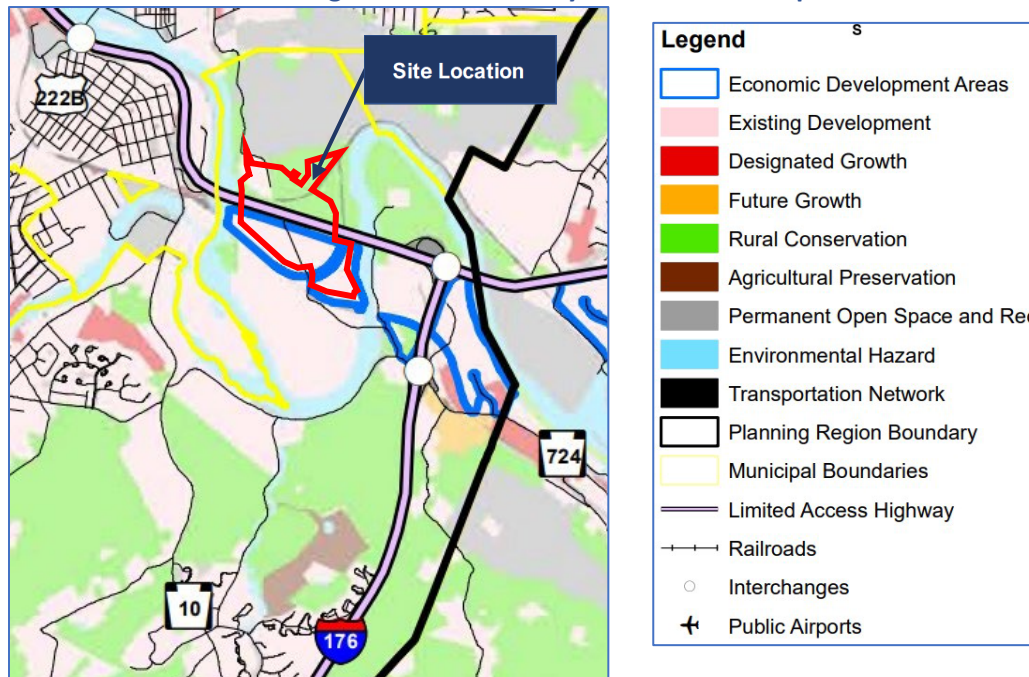 s
Site Location
222B
724
10
176
Legend
Economic Development Areas
Existing Development
Designated Growth
Future Growth
Rural Conservation
Agricultural Preservation
Permanent Open Space and Rec
Environmental Hazard
Transportation Network
Planning Region Boundary
Municipal Boundaries
Limited Access Highway
Railroads
Interchanges
Public Airports